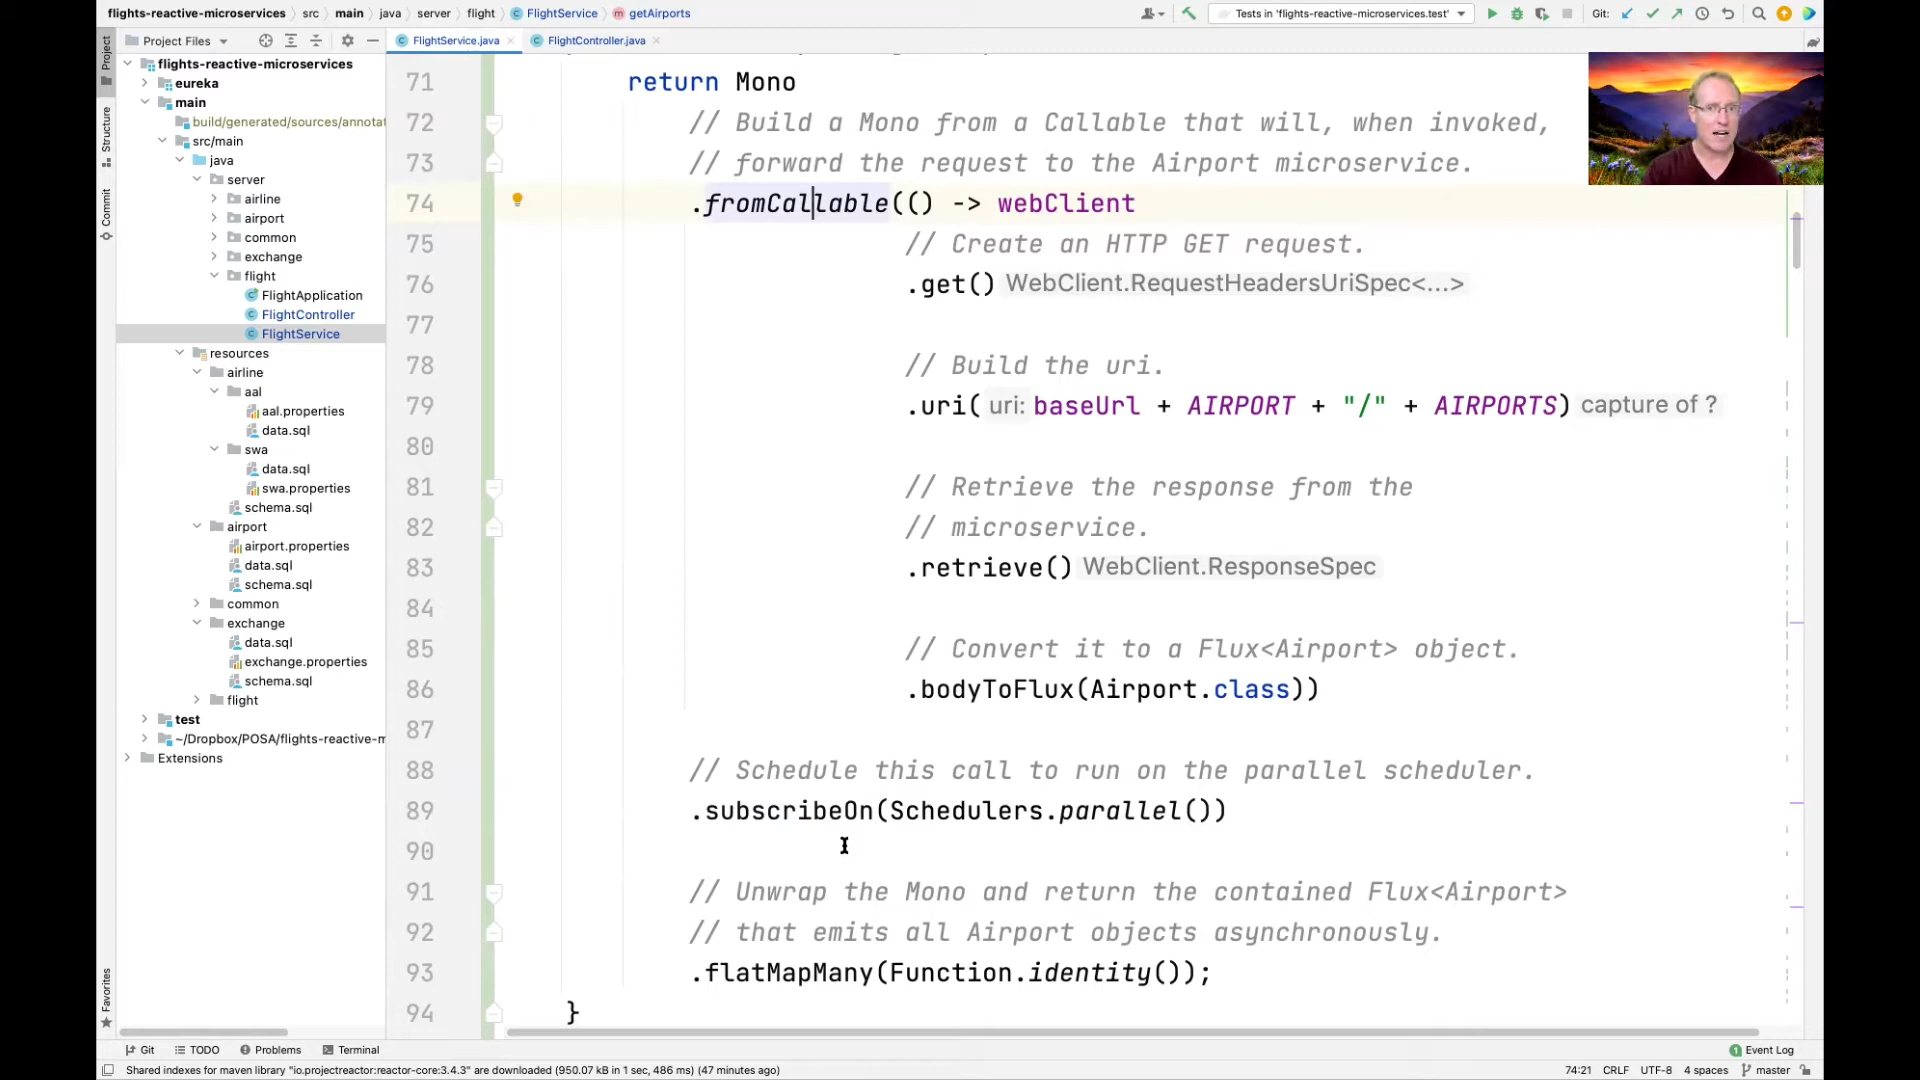 flights-reactive-microservices › src › main › java › server › flight › FlightService › getAirports
Tests in 'flights-reactive-microservices.test'
Git:
Project Files
FlightService.java
FlightController.java
Project
Structure
Commit
Favorites
flights-reactive-microservices
eureka
main
build/generated/sources/annotat
src/main
java
server
airline
airport
common
exchange
flight
FlightApplication
FlightController
FlightService
resources
airline
aal
aal.properties
data.sql
swa
data.sql
swa.properties
schema.sql
airport
airport.properties
data.sql
schema.sql
common
exchange
data.sql
exchange.properties
schema.sql
flight
test
~/Dropbox/POSA/flights-reactive-m
Extensions
71 return Mono
72 // Build a Mono from a Callable that will, when invoked,
73 // forward the request to the Airport microservice.
74 .fromCallable(() -> webClient
75 // Create an HTTP GET request.
76 .get() WebClient.RequestHeadersUriSpec<...>
77
78 // Build the uri.
79 .uri( uri: baseUrl + AIRPORT + "/" + AIRPORTS) capture of ?
80
81 // Retrieve the response from the
82 // microservice.
83 .retrieve() WebClient.ResponseSpec
84
85 // Convert it to a Flux<Airport> object.
86 .bodyToFlux(Airport.class))
87
88 // Schedule this call to run on the parallel scheduler.
89 .subscribeOn(Schedulers.parallel())
90
91 // Unwrap the Mono and return the contained Flux<Airport>
92 // that emits all Airport objects asynchronously.
93 .flatMapMany(Function.identity());
94 }
Git TODO Problems Terminal
1 Event Log
Shared indexes for maven library "io.projectreactor:reactor-core:3.4.3" are downloaded (950.07 kB in 1 sec, 486 ms) (47 minutes ago)
74:21 CRLF UTF-8 4 spaces master